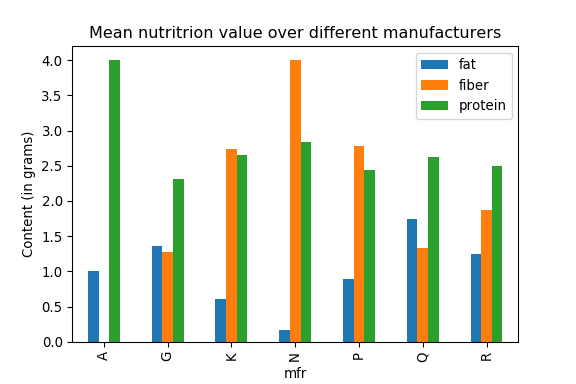 Mean nutritrion value over different manufacturers
fat
fiber
protein
Content (in grams)
4.0
3.5
3.0
2.5
2.0
1.5
1.0
0.5
0.0
A
G
K
N
P
Q
R
mfr